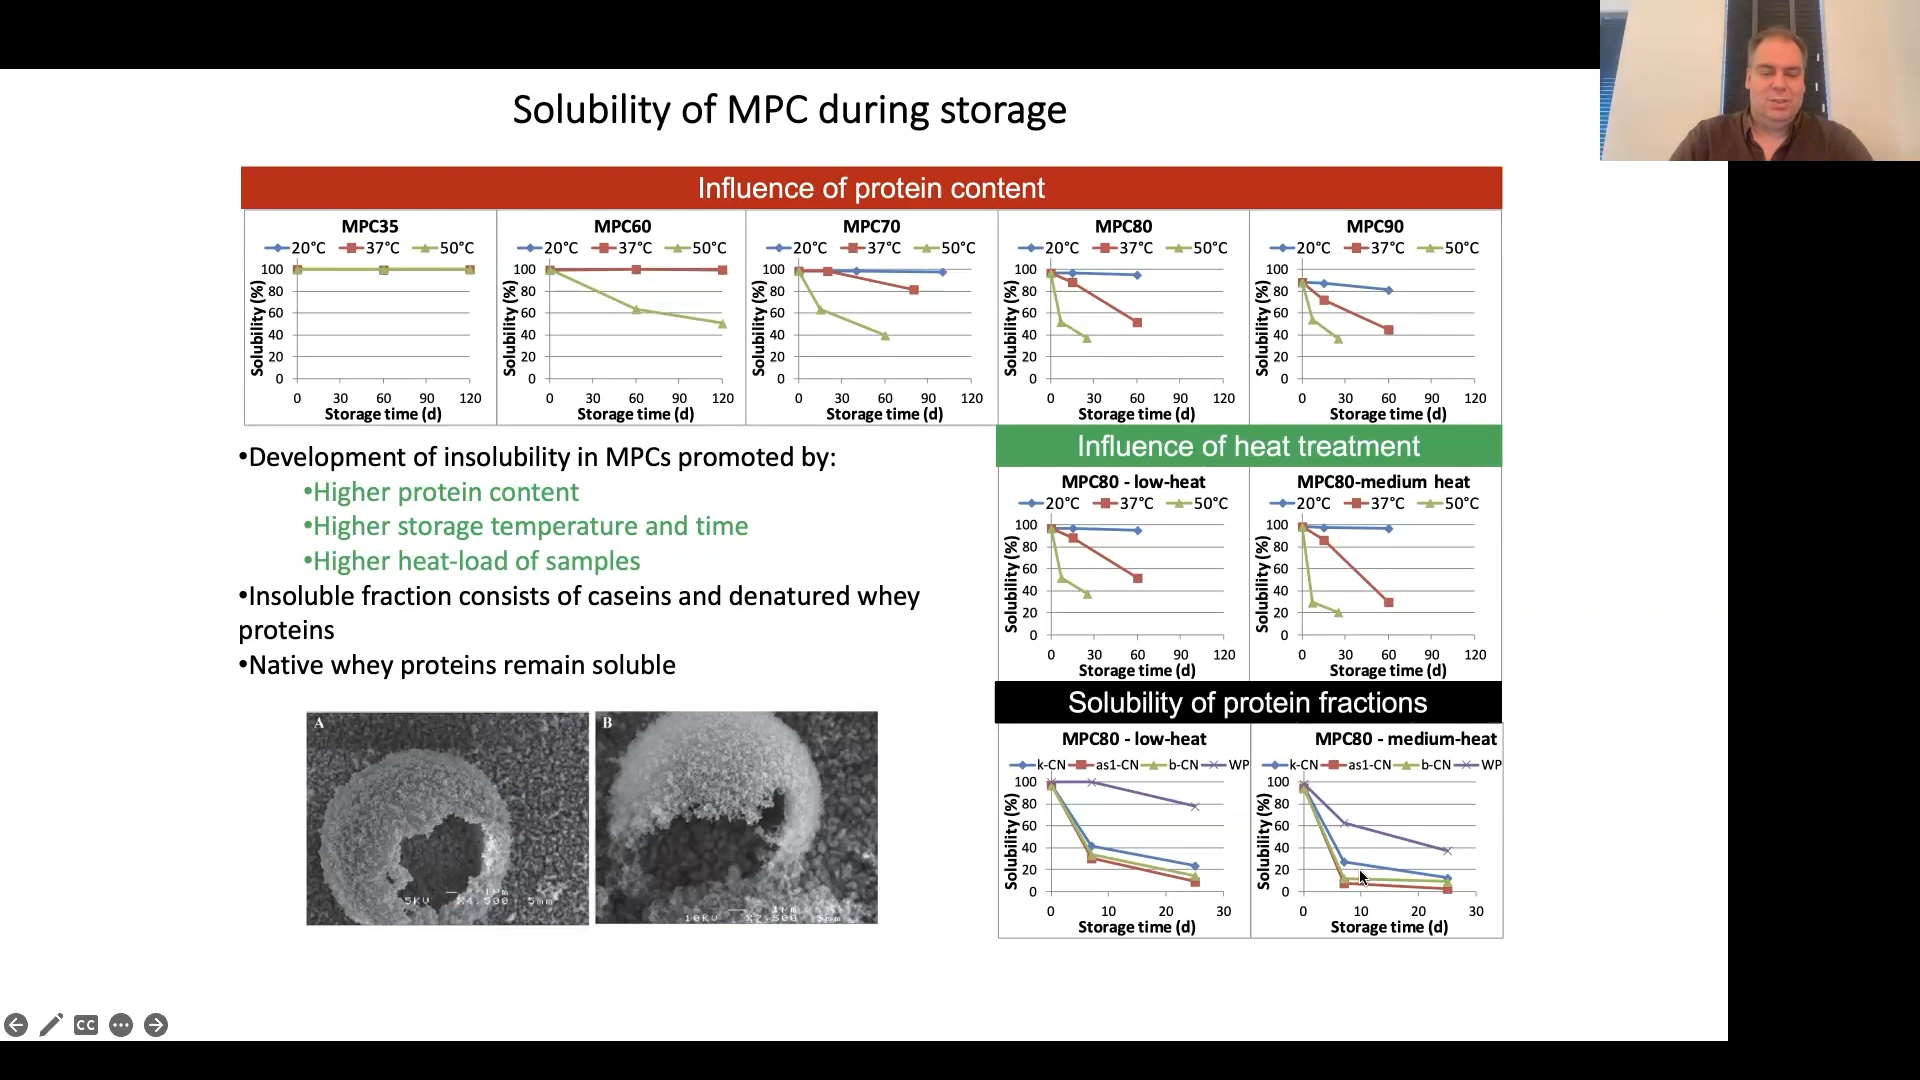 Solubility of MPC during storage
Influence of protein content
MPC35
20°C 37°C 50°C
Solubility (%)
100
80
60
40
20
0
0 30 60 90 120
Storage time (d)
MPC60
20°C 37°C 50°C
Solubility (%)
100
80
60
40
20
0
0 30 60 90 120
Storage time (d)
MPC70
20°C 37°C 50°C
Solubility (%)
100
80
60
40
20
0
0 30 60 90 120
Storage time (d)
MPC80
20°C 37°C 50°C
Solubility (%)
100
80
60
40
20
0
0 30 60 90 120
Storage time (d)
MPC90
20°C 37°C 50°C
Solubility (%)
100
80
60
40
20
0
0 30 60 90 120
Storage time (d)
•Development of insolubility in MPCs promoted by:
•Higher protein content
•Higher storage temperature and time
•Higher heat-load of samples
•Insoluble fraction consists of caseins and denatured whey
proteins
•Native whey proteins remain soluble
Influence of heat treatment
MPC80 - low-heat
20°C 37°C 50°C
Solubility (%)
100
80
60
40
20
0
0 30 60 90 120
Storage time (d)
MPC80-medium heat
20°C 37°C 50°C
Solubility (%)
100
80
60
40
20
0
0 30 60 90 120
Storage time (d)
Solubility of protein fractions
MPC80 - low-heat
k-CN as1-CN b-CN WP
Solubility (%)
100
80
60
40
20
0
0 10 20 30
Storage time (d)
MPC80 - medium-heat
k-CN as1-CN b-CN WP
Solubility (%)
100
80
60
40
20
0
0 10 20 30
Storage time (d)
A
5KV X4,500 5mm
B
10KV X7,500 5mm
CC